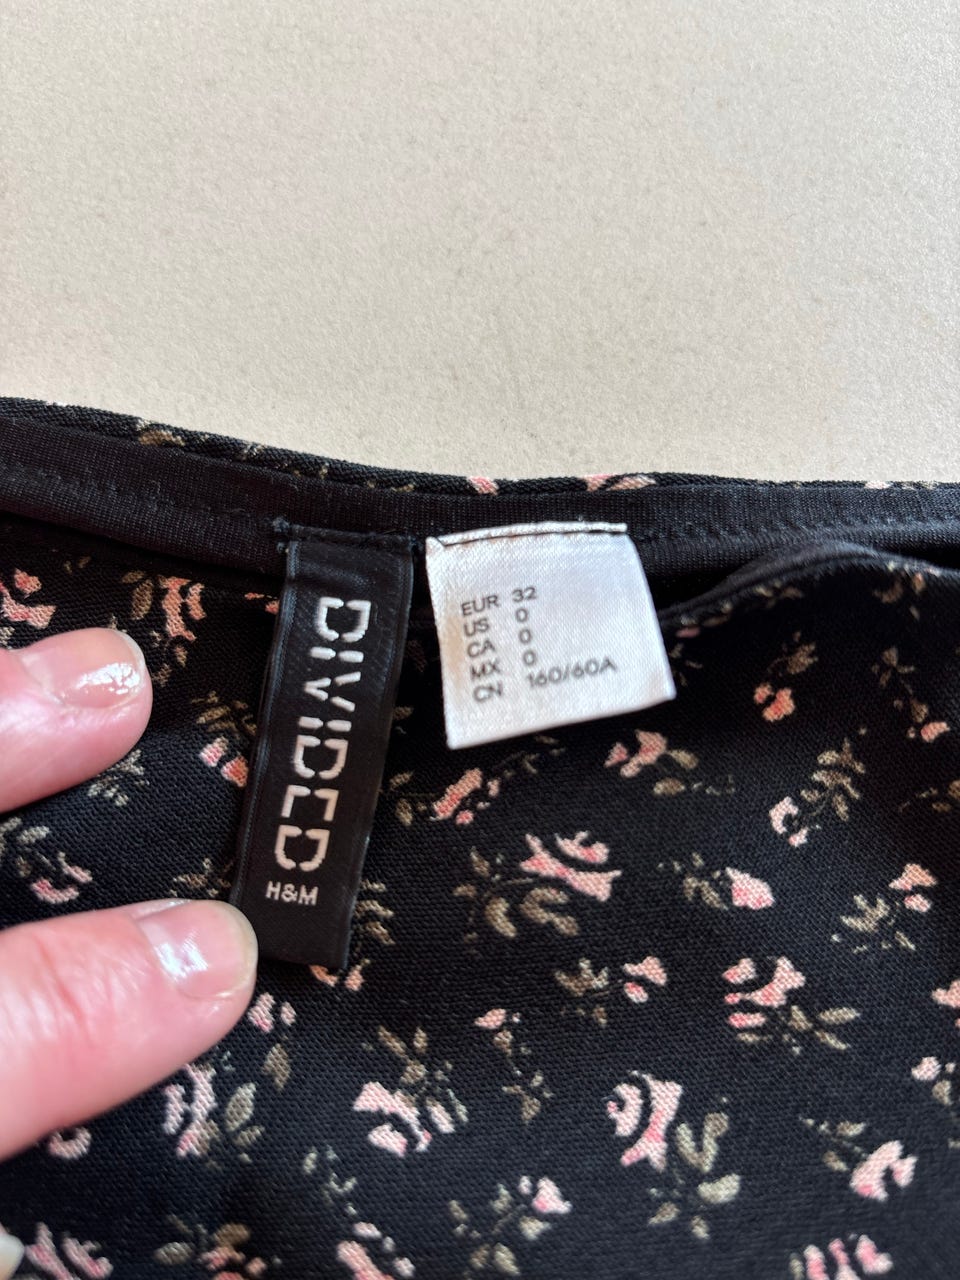 DIVIDED
H&M
EUR 32
US 0
CA 0
MX 0
CN 160/60A